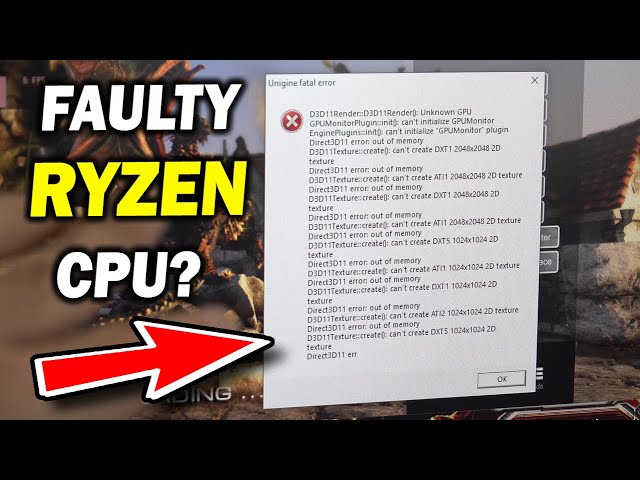 FAULTY
RYZEN
CPU?
Unigine fatal error
D3D11Render::D3D11Render(): Unknown GPU
GPUMonitorPlugin::init(): can't initialize GPUMonitor
EnginePlugins::init(): can't initialize "GPUMonitor" plugin
Direct3D11 error: out of memory
D3D11Texture::create(): can't create DXT1 2048x2048 2D
texture
Direct3D11 error: out of memory
D3D11Texture::create(): can't create ATI1 2048x2048 2D texture
Direct3D11 error: out of memory
D3D11Texture::create(): can't create DXT1 2048x2048 2D
texture
Direct3D11 error: out of memory
D3D11Texture::create(): can't create ATI1 2048x2048 2D texture
Direct3D11 error: out of memory
D3D11Texture::create(): can't create DXT5 1024x1024 2D
texture
Direct3D11 error: out of memory
D3D11Texture::create(): can't create ATI1 1024x1024 2D texture
Direct3D11 error: out of memory
D3D11Texture::create(): can't create DXT1 1024x1024 2D
texture
Direct3D11 error: out of memory
D3D11Texture::create(): can't create ATI2 1024x1024 2D texture
Direct3D11 error: out of memory
D3D11Texture::create(): can't create DXT5 1024x1024 2D
texture
Direct3D11 err
OK
ADING ...